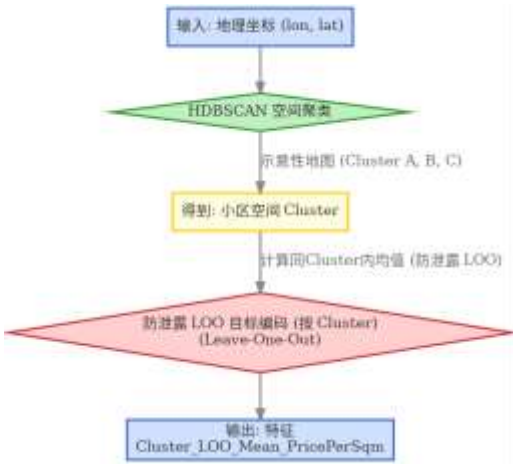 输入: 地理坐标 (lon, lat)
HDBSCAN 空间聚类
示意性地图 (Cluster A, B, C)
得到: 小区空间 Cluster
计算同Cluster内均值 (防泄露 LOO)
防泄露 LOO 目标编码 (按 Cluster)
(Leave-One-Out)
输出: 特征
Cluster_LOO_Mean_PricePerSqm